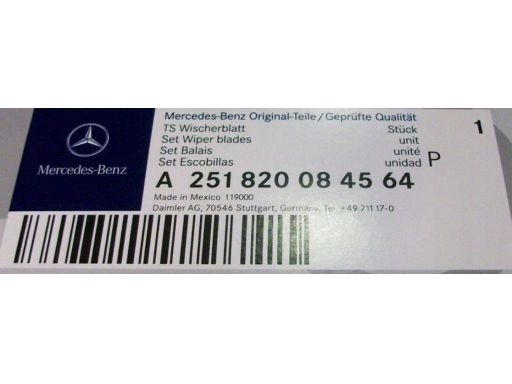 Mercedes-Benz
Mercedes-Benz Original-Teile/Geprüfte Qualität
TS Wischerblatt Stück 1
Set Wiper blades unit
Set Balais unité P
Set Escobillas unidad
A 251 820 08 45 64
Made in Mexico 119000
Daimler AG, 70546 Stuttgart, Germany, Tel. +49 711 17-0